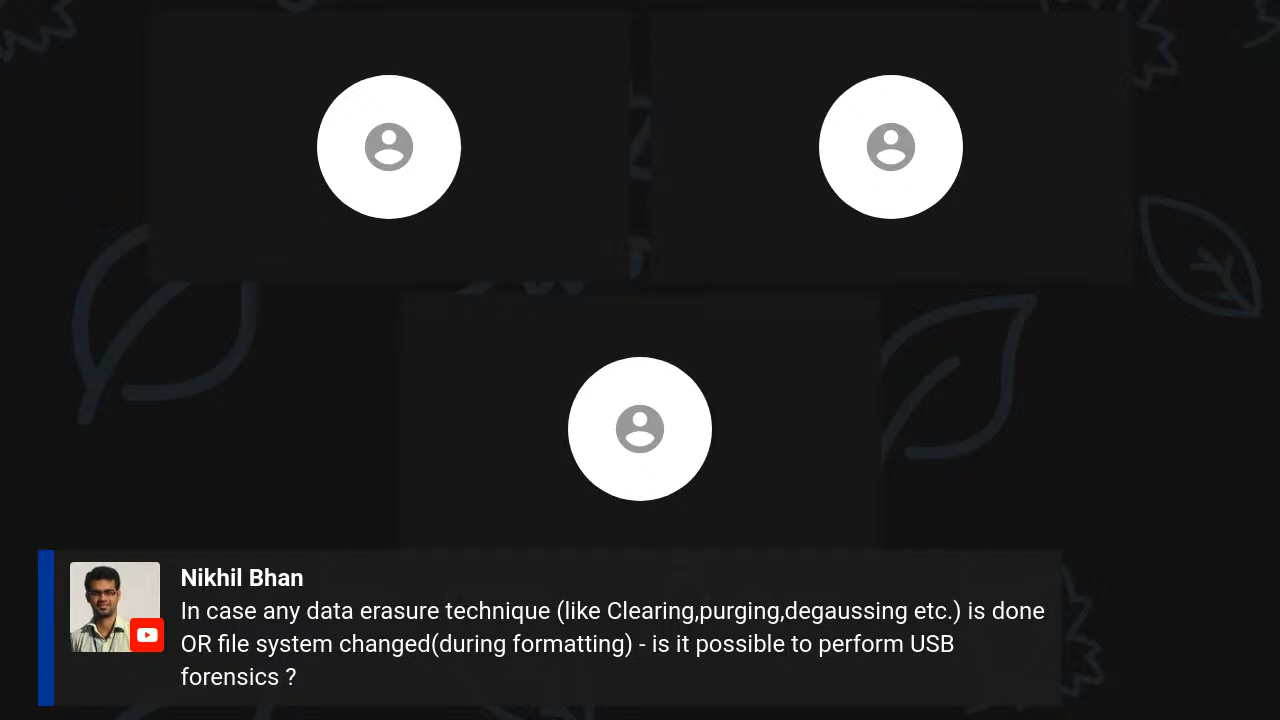 Nikhil Bhan
In case any data erasure technique (like Clearing,purging,degaussing etc.) is done
OR file system changed(during formatting) - is it possible to perform USB
forensics ?